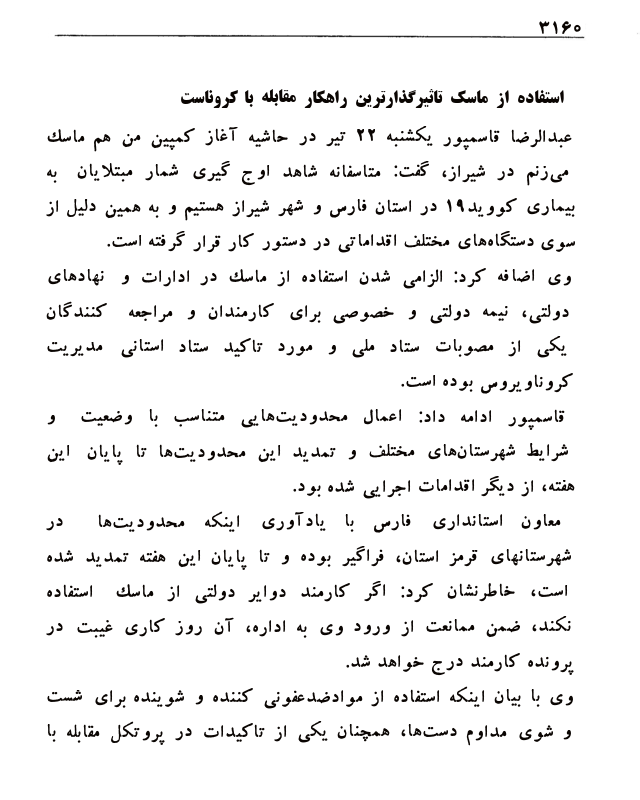 ۳۱۶۰
استفاده از ماسک تاثیرگذارترین راهکار مقابله با کروناست
عبدالرضا قاسمپور یکشنبه ۲۲ تیر در حاشیه آغاز کمپین من هم ماسك
می‌زنم در شیراز، گفت: متاسفانه شاهد اوج گیری شمار مبتلایان به
بیماری کووید۱۹ در استان فارس و شهر شیراز هستیم و به همین دلیل از
سوی دستگاه‌های مختلف اقداماتی در دستور کار قرار گرفته است.
وی اضافه کرد: الزامی شدن استفاده از ماسك در ادارات و نهادهای
دولتی، نیمه دولتی و خصوصی برای کارمندان و مراجعه کنندگان
یکی از مصوبات ستاد ملی و مورد تاکید ستاد استانی مدیریت
کروناویروس بوده است.
قاسمپور ادامه داد: اعمال محدودیت‌هایی متناسب با وضعیت و
شرایط شهرستان‌های مختلف و تمدید این محدودیت‌ها تا پایان این
هفته، از دیگر اقدامات اجرایی شده بود.
معاون استانداری فارس با یادآوری اینکه محدودیت‌ها در
شهرستانهای قرمز استان، فراگیر بوده و تا پایان این هفته تمدید شده
است، خاطرنشان کرد: اگر کارمند دوایر دولتی از ماسك استفاده
نکند، ضمن ممانعت از ورود وی به اداره، آن روز کاری غیبت در
پرونده کارمند درج خواهد شد.
وی با بیان اینکه استفاده از موادضدعفونی کننده و شوینده برای شست
و شوی مداوم دست‌ها، همچنان یکی از تاکیدات در پروتکل مقابله با